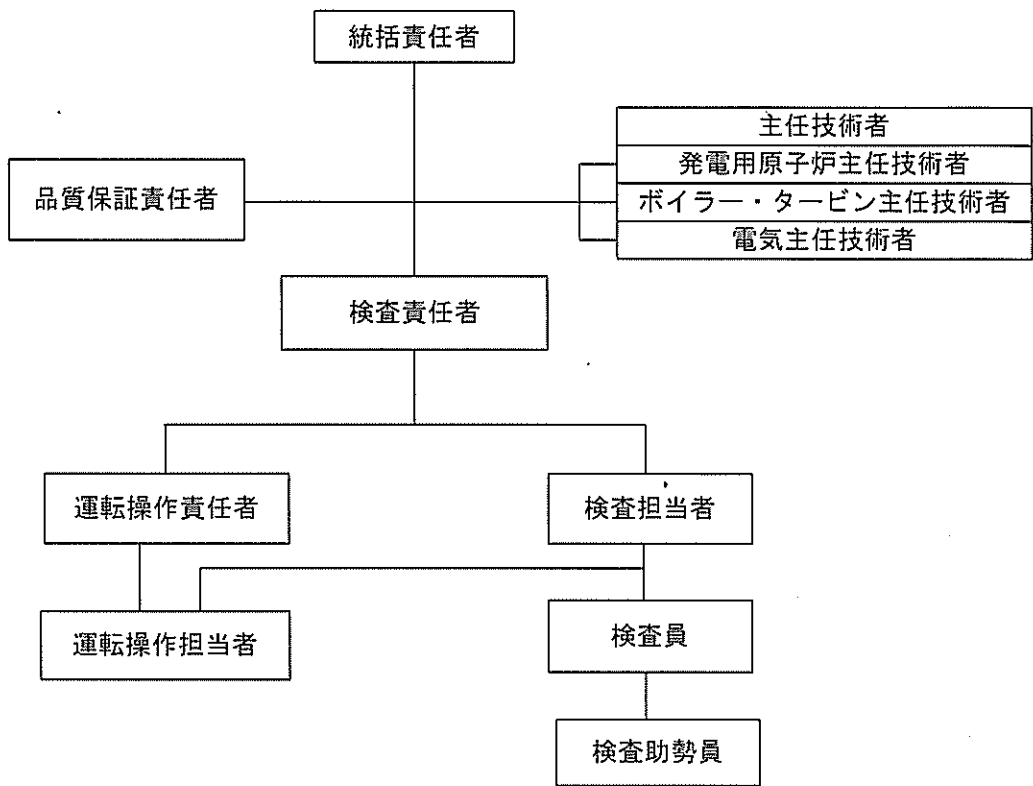 統括責任者
主任技術者
発電用原子炉主任技術者
ボイラー・タービン主任技術者
電気主任技術者
品質保証責任者
検査責任者
運転操作責任者
検査担当者
運転操作担当者
検査員
検査助勢員